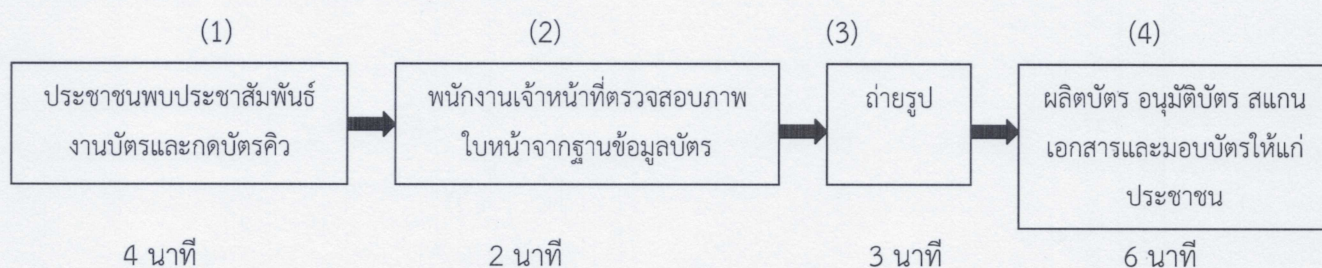 (1)
(2)
(3)
(4)
ประชาชนพบประชาสัมพันธ์
งานบัตรและกดบัตรคิว
พนักงานเจ้าหน้าที่ตรวจสอบภาพ
ใบหน้าจากฐานข้อมูลบัตร
ถ่ายรูป
ผลิตบัตร อนุมัติบัตร สแกน
เอกสารและมอบบัตรให้แก่
ประชาชน
4 นาที
2 นาที
3 นาที
6 นาที